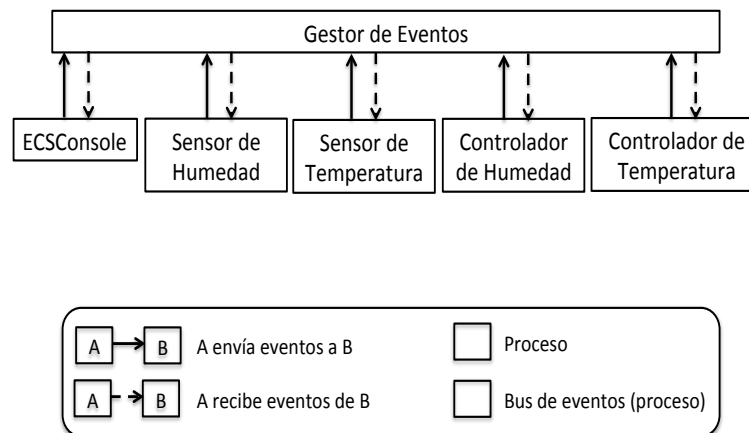 Gestor de Eventos
ECSConsole
Sensor de
Humedad
Sensor de
Temperatura
Controlador
de Humedad
Controlador de
Temperatura
A B A envía eventos a B
Proceso
A B A recibe eventos de B
Bus de eventos (proceso)